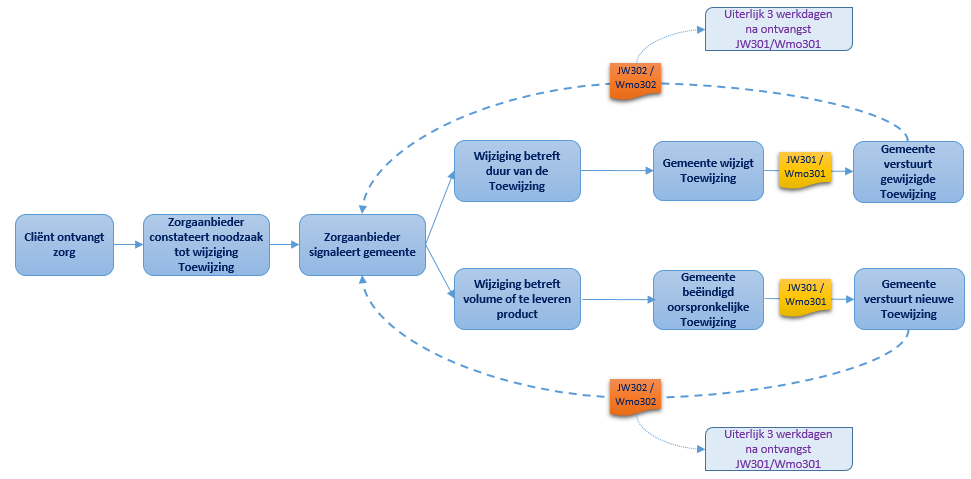 Uiterlijk 3 werkdagen
na ontvangst
JW301/Wmo301
JW302 /
Wmo302
Wijziging betreft
duur van de
Toewijzing
Gemeente wijzigt
Toewijzing
JW301 /
Wmo301
Gemeente
verstuurt
gewijzigde
Toewijzing
Cliënt ontvangt
zorg
Zorgaanbieder
constateert noodzaak
tot wijziging
Toewijzing
Zorgaanbieder
signaleert gemeente
Wijziging betreft
volume of te leveren
product
Gemeente
beëindigd
oorspronkelijke
Toewijzing
JW301 /
Wmo301
Gemeente
verstuurt nieuwe
Toewijzing
JW302 /
Wmo302
Uiterlijk 3 werkdagen
na ontvangst
JW301/Wmo301